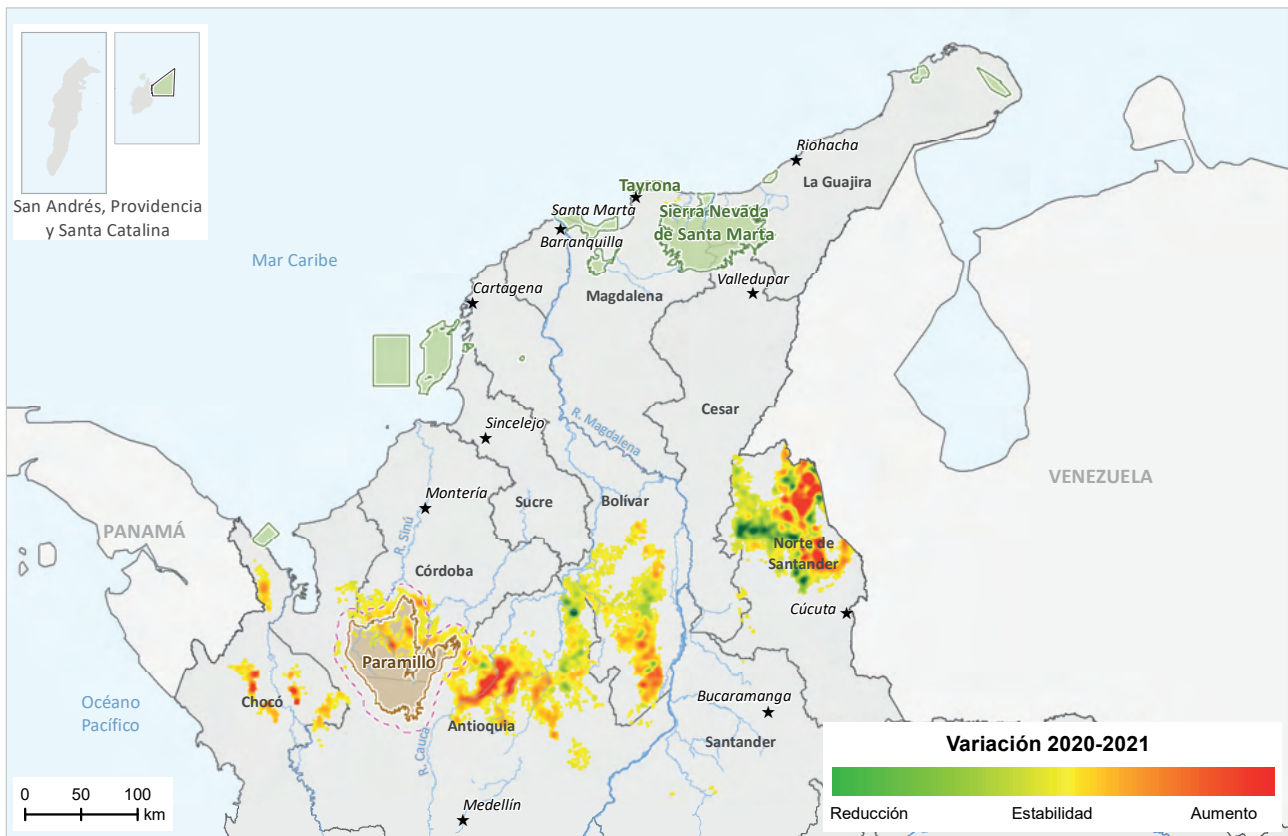 San Andrés, Providencia
y Santa Catalina
Mar Caribe
Riohacha
La Guajira
Tayrona
Santa Marta
Sierra Nevada
de Santa Marta
Barranquilla
Valledupar
Cartagena
Magdalena
Cesar
Sincelejo
R. Magdalena
VENEZUELA
Montería
Sucre
Bolívar
PANAMÁ
R. Sinú
Norte de
Santander
Córdoba
Cúcuta
Paramillo
Chocó
Océano
Pacífico
Antioquia
R. Cauca
Bucaramanga
Santander
Medellín
0 50 100
km
Variación 2020-2021
Reducción Estabilidad Aumento